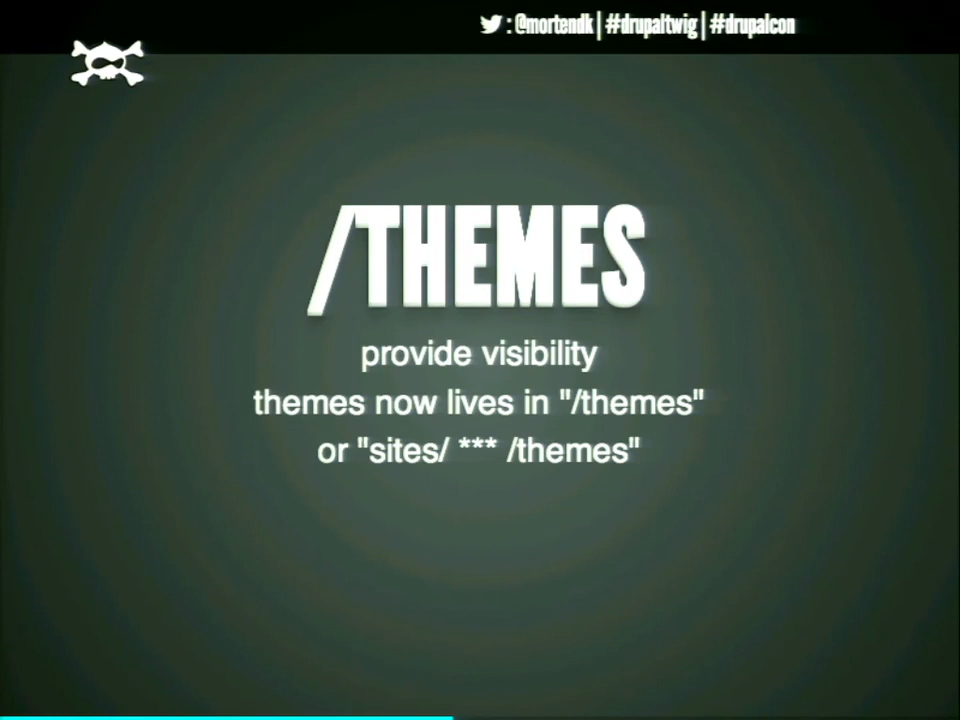 : @mortendk | #drupaltwig | #drupalcon
/THEMES
provide visibility
themes now lives in "/themes"
or "sites/ *** /themes"